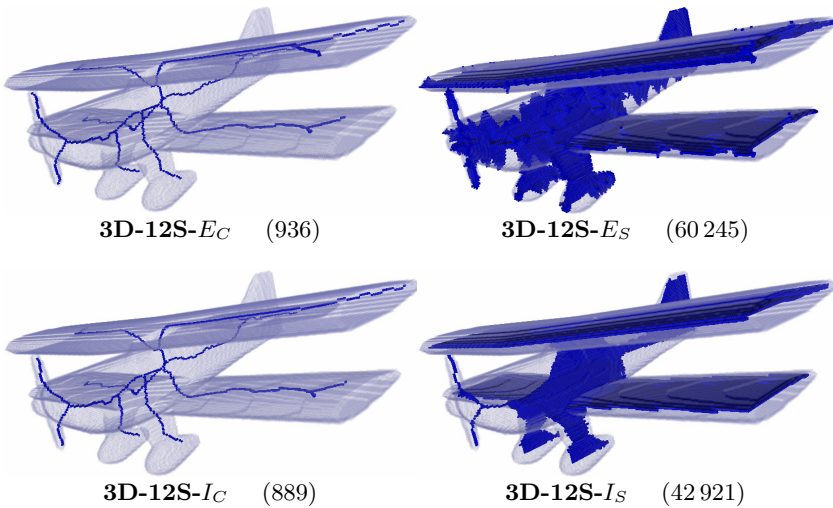 3D-12S-E_C (936)
3D-12S-E_S (60 245)
3D-12S-I_C (889)
3D-12S-I_S (42 921)